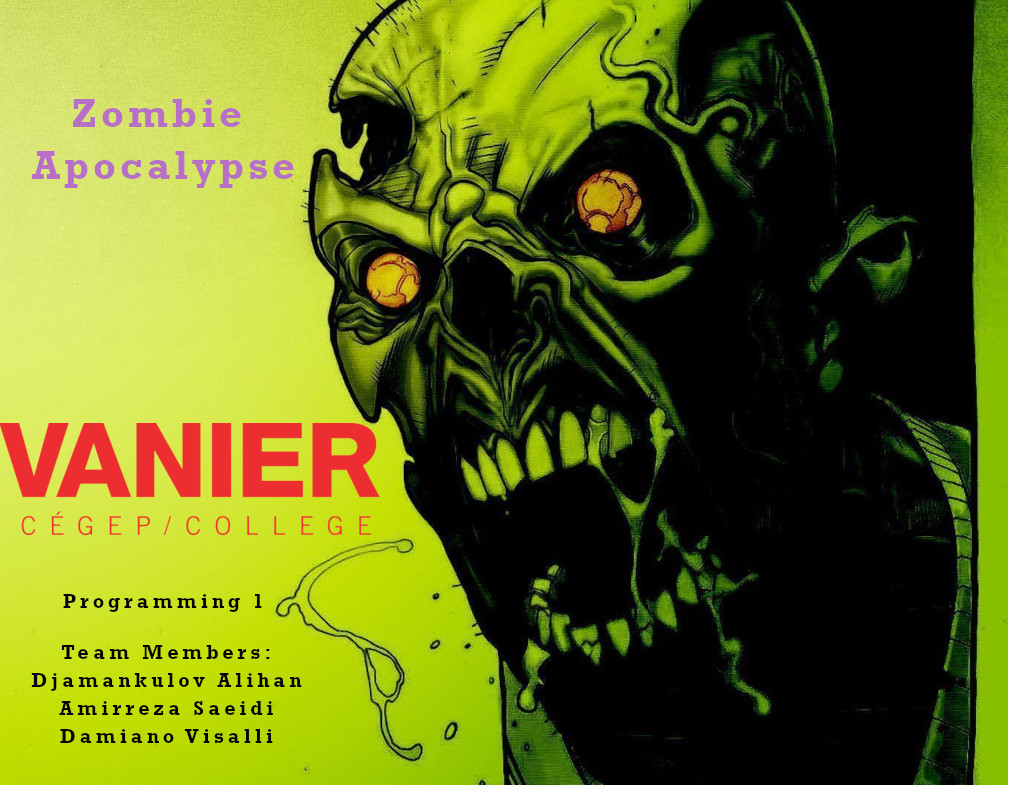 Zombie
Apocalypse
VANIER
CÉGEP/COLLEGE
Programming 1
Team Members:
Djamankulov Alihan
Amirreza Saeidi
Damiano Visalli